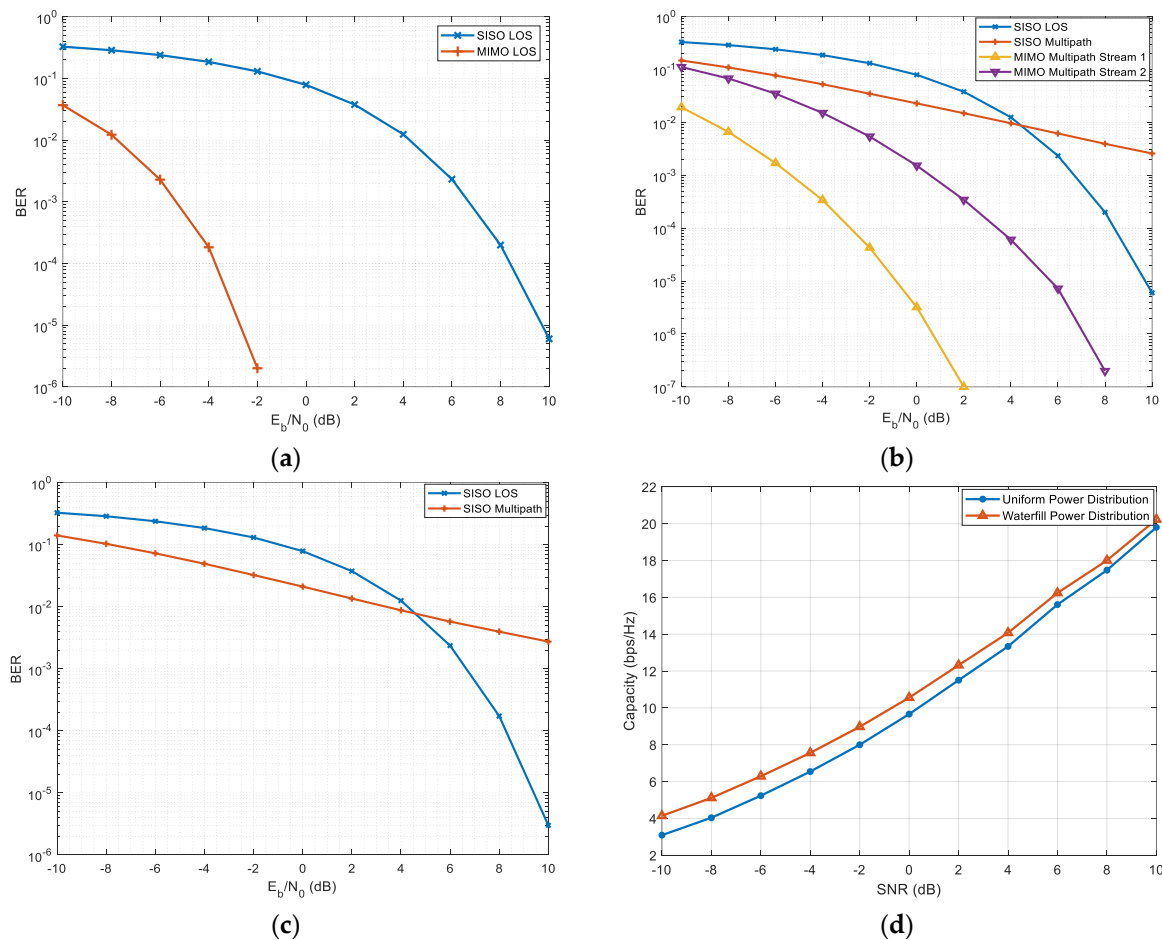 SISO LOS
MIMO LOS
10^0
10^-1
10^-2
10^-3
10^-4
10^-5
10^-6
BER
-10 -8 -6 -4 -2 0 2 4 6 8 10
E_b/N_0 (dB)
(a)
SISO LOS
SISO Multipath
MIMO Multipath Stream 1
MIMO Multipath Stream 2
10^0
10^-1
10^-2
10^-3
10^-4
10^-5
10^-6
10^-7
BER
-10 -8 -6 -4 -2 0 2 4 6 8 10
E_b/N_0 (dB)
(b)
SISO LOS
SISO Multipath
10^0
10^-1
10^-2
10^-3
10^-4
10^-5
10^-6
BER
-10 -8 -6 -4 -2 0 2 4 6 8 10
E_b/N_0 (dB)
(c)
Uniform Power Distribution
Waterfill Power Distribution
22
20
18
16
14
12
10
8
6
4
2
Capacity (bps/Hz)
-10 -8 -6 -4 -2 0 2 4 6 8 10
SNR (dB)
(d)